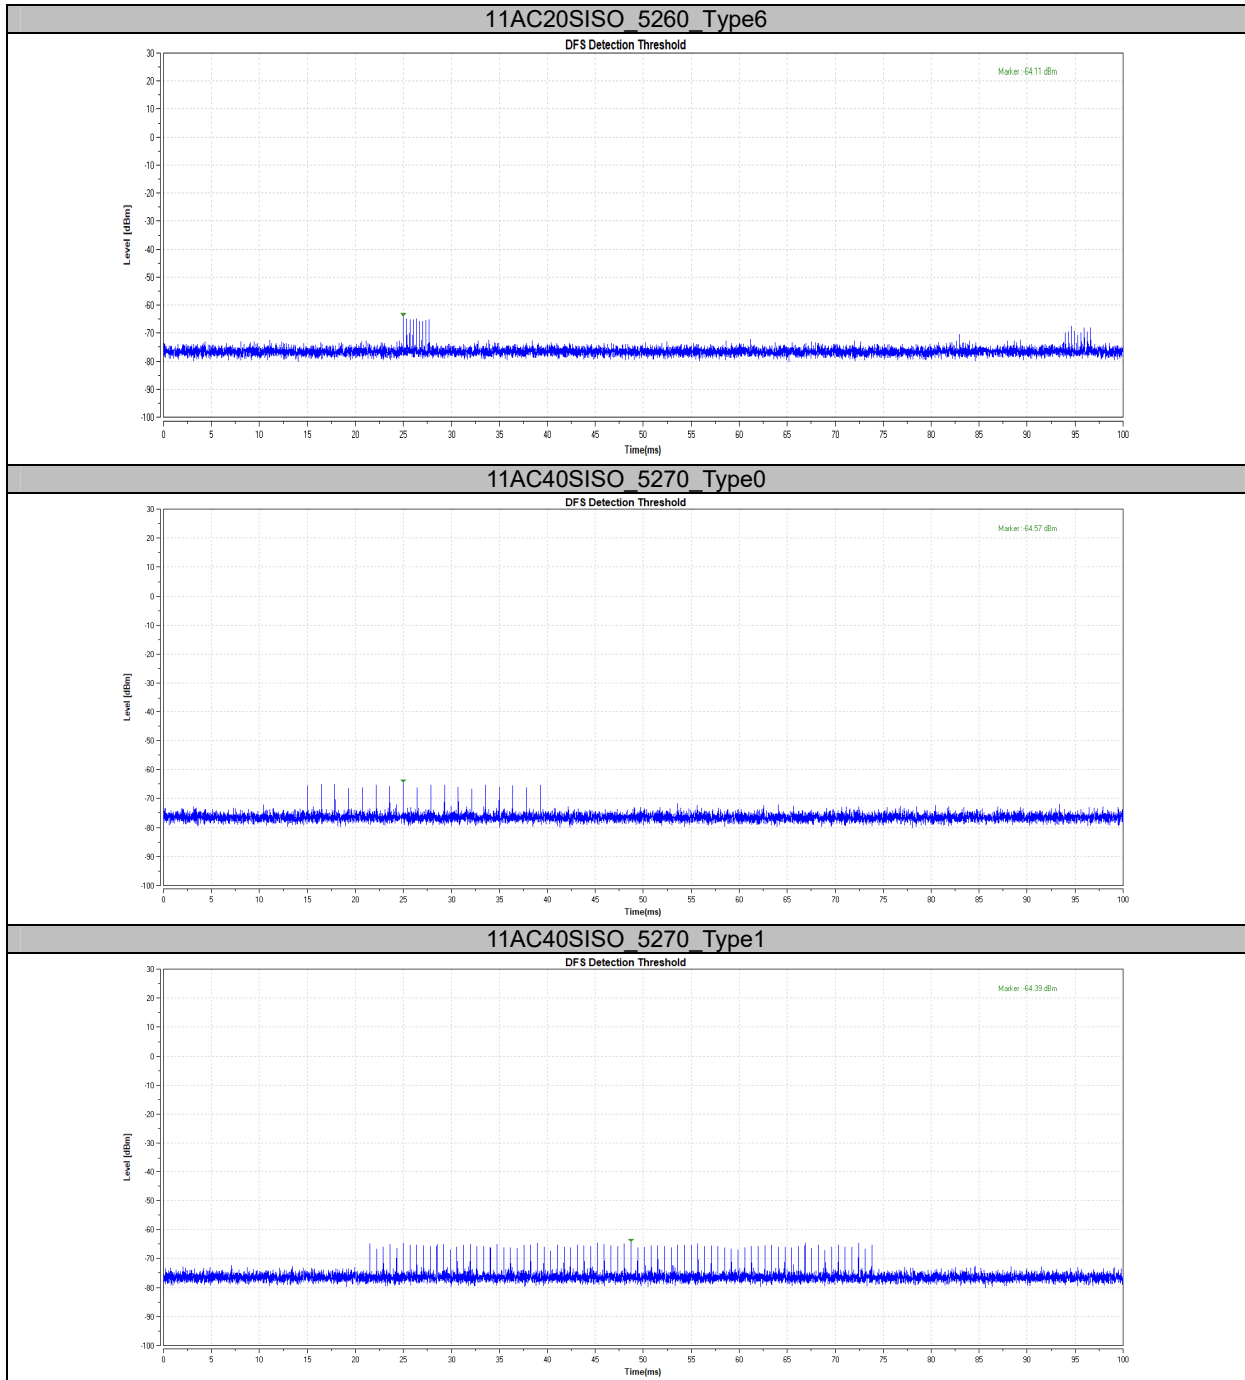 11AC20SISO_5260_Type6
DFS Detection Threshold
Marker :-64.11 dBm
30
20
10
0
-10
-20
-30
-40
-50
-60
-70
-80
-90
-100
Level [dBm]
0 5 10 15 20 25 30 35 40 45 50 55 60 65 70 75 80 85 90 95 100
Time(ms)
11AC40SISO_5270_Type0
DFS Detection Threshold
Marker :-64.57 dBm
30
20
10
0
-10
-20
-30
-40
-50
-60
-70
-80
-90
-100
Level [dBm]
0 5 10 15 20 25 30 35 40 45 50 55 60 65 70 75 80 85 90 95 100
Time(ms)
11AC40SISO_5270_Type1
DFS Detection Threshold
Marker :-64.39 dBm
30
20
10
0
-10
-20
-30
-40
-50
-60
-70
-80
-90
-100
Level [dBm]
0 5 10 15 20 25 30 35 40 45 50 55 60 65 70 75 80 85 90 95 100
Time(ms)